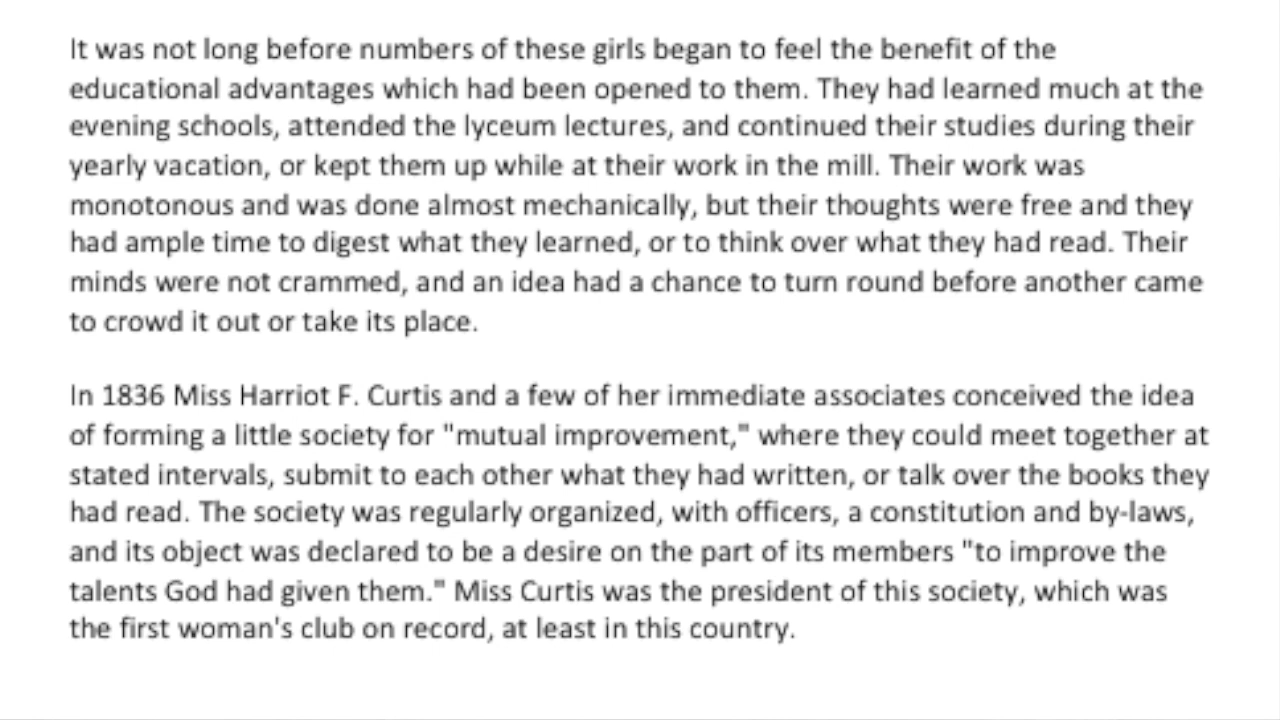 It was not long before numbers of these girls began to feel the benefit of the
educational advantages which had been opened to them. They had learned much at the
evening schools, attended the lyceum lectures, and continued their studies during their
yearly vacation, or kept them up while at their work in the mill. Their work was
monotonous and was done almost mechanically, but their thoughts were free and they
had ample time to digest what they learned, or to think over what they had read. Their
minds were not crammed, and an idea had a chance to turn round before another came
to crowd it out or take its place.
In 1836 Miss Harriot F. Curtis and a few of her immediate associates conceived the idea
of forming a little society for "mutual improvement," where they could meet together at
stated intervals, submit to each other what they had written, or talk over the books they
had read. The society was regularly organized, with officers, a constitution and by-laws,
and its object was declared to be a desire on the part of its members "to improve the
talents God had given them." Miss Curtis was the president of this society, which was
the first woman's club on record, at least in this country.